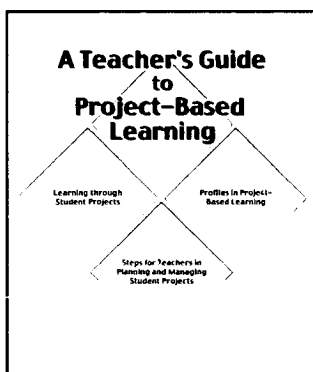 A Teacher's Guide
to
Project-Based
Learning
Learning through
Student Projects
Profiles in Project-
Based Learning
Steps for Teachers in
Planning and Managing
Student Projects